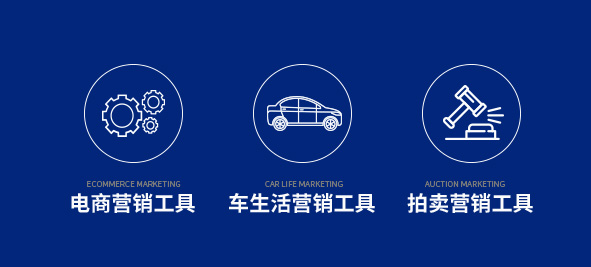 ECOMMERCE MARKETING
电商营销工具
CAR LIFE MARKETING
车生活营销工具
AUCTION MARKETING
拍卖营销工具